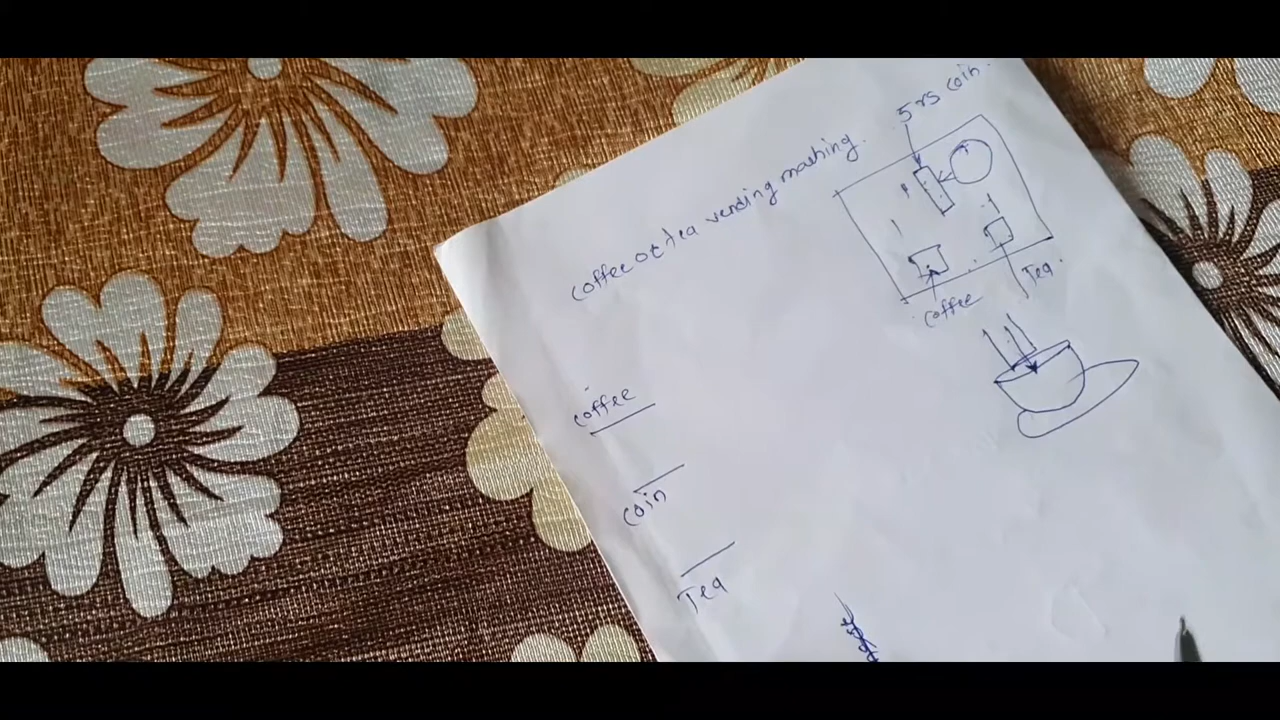 5 rs coin.
coffee or tea vending mashing.
Tea.
coffee
coffee
coin
Tea